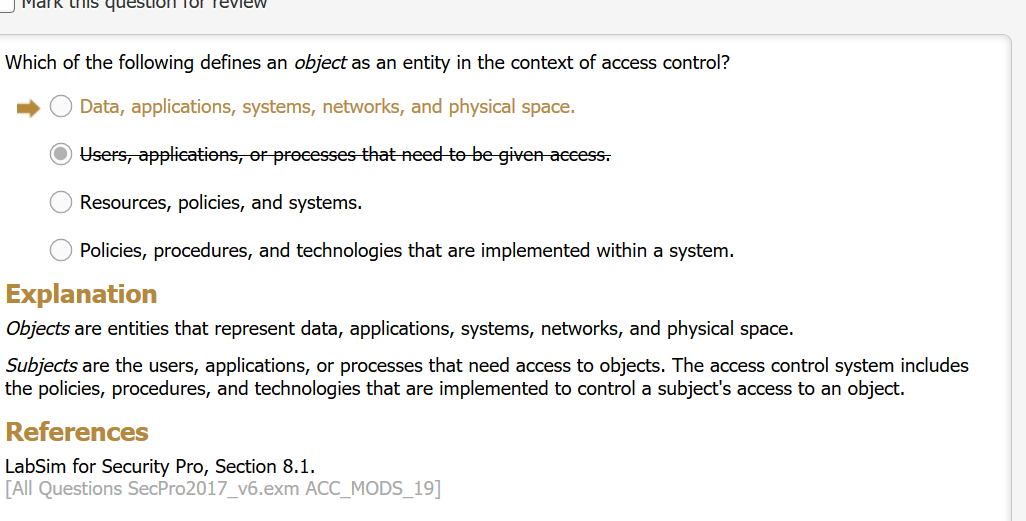 Mark this question for review
Which of the following defines an object as an entity in the context of access control?
Data, applications, systems, networks, and physical space.
Users, applications, or processes that need to be given access.
Resources, policies, and systems.
Policies, procedures, and technologies that are implemented within a system.
Explanation
Objects are entities that represent data, applications, systems, networks, and physical space.
Subjects are the users, applications, or processes that need access to objects. The access control system includes
the policies, procedures, and technologies that are implemented to control a subject's access to an object.
References
LabSim for Security Pro, Section 8.1.
[All Questions SecPro2017_v6.exm ACC_MODS_19]